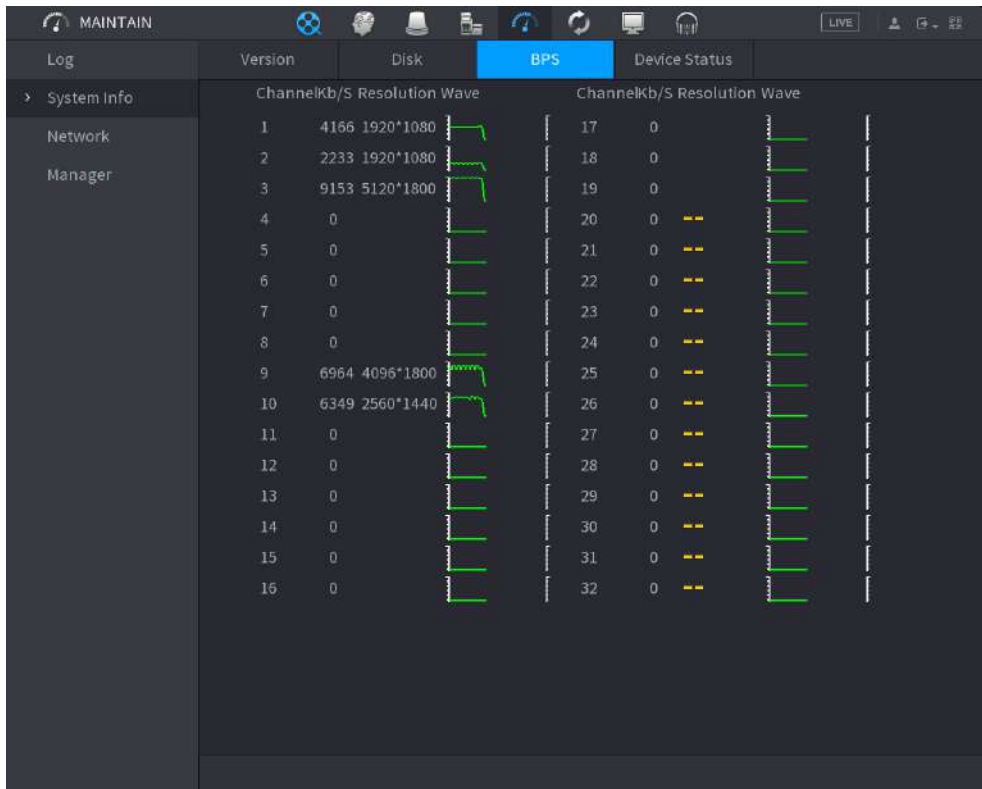 MAINTAIN LIVE
Log Version Disk BPS Device Status
ChannelKb/S Resolution Wave ChannelKb/S Resolution Wave
> System Info
Network
Manager
1 4166 1920*1080 17 0
2 2233 1920*1080 18 0
3 9153 5120*1800 19 0
4 0 20 0 --
5 0 21 0 --
6 0 22 0 --
7 0 23 0 --
8 0 24 0 --
9 6964 4096*1800 25 0 --
10 6349 2560*1440 26 0 --
11 0 27 0 --
12 0 28 0 --
13 0 29 0 --
14 0 30 0 --
15 0 31 0 --
16 0 32 0 --